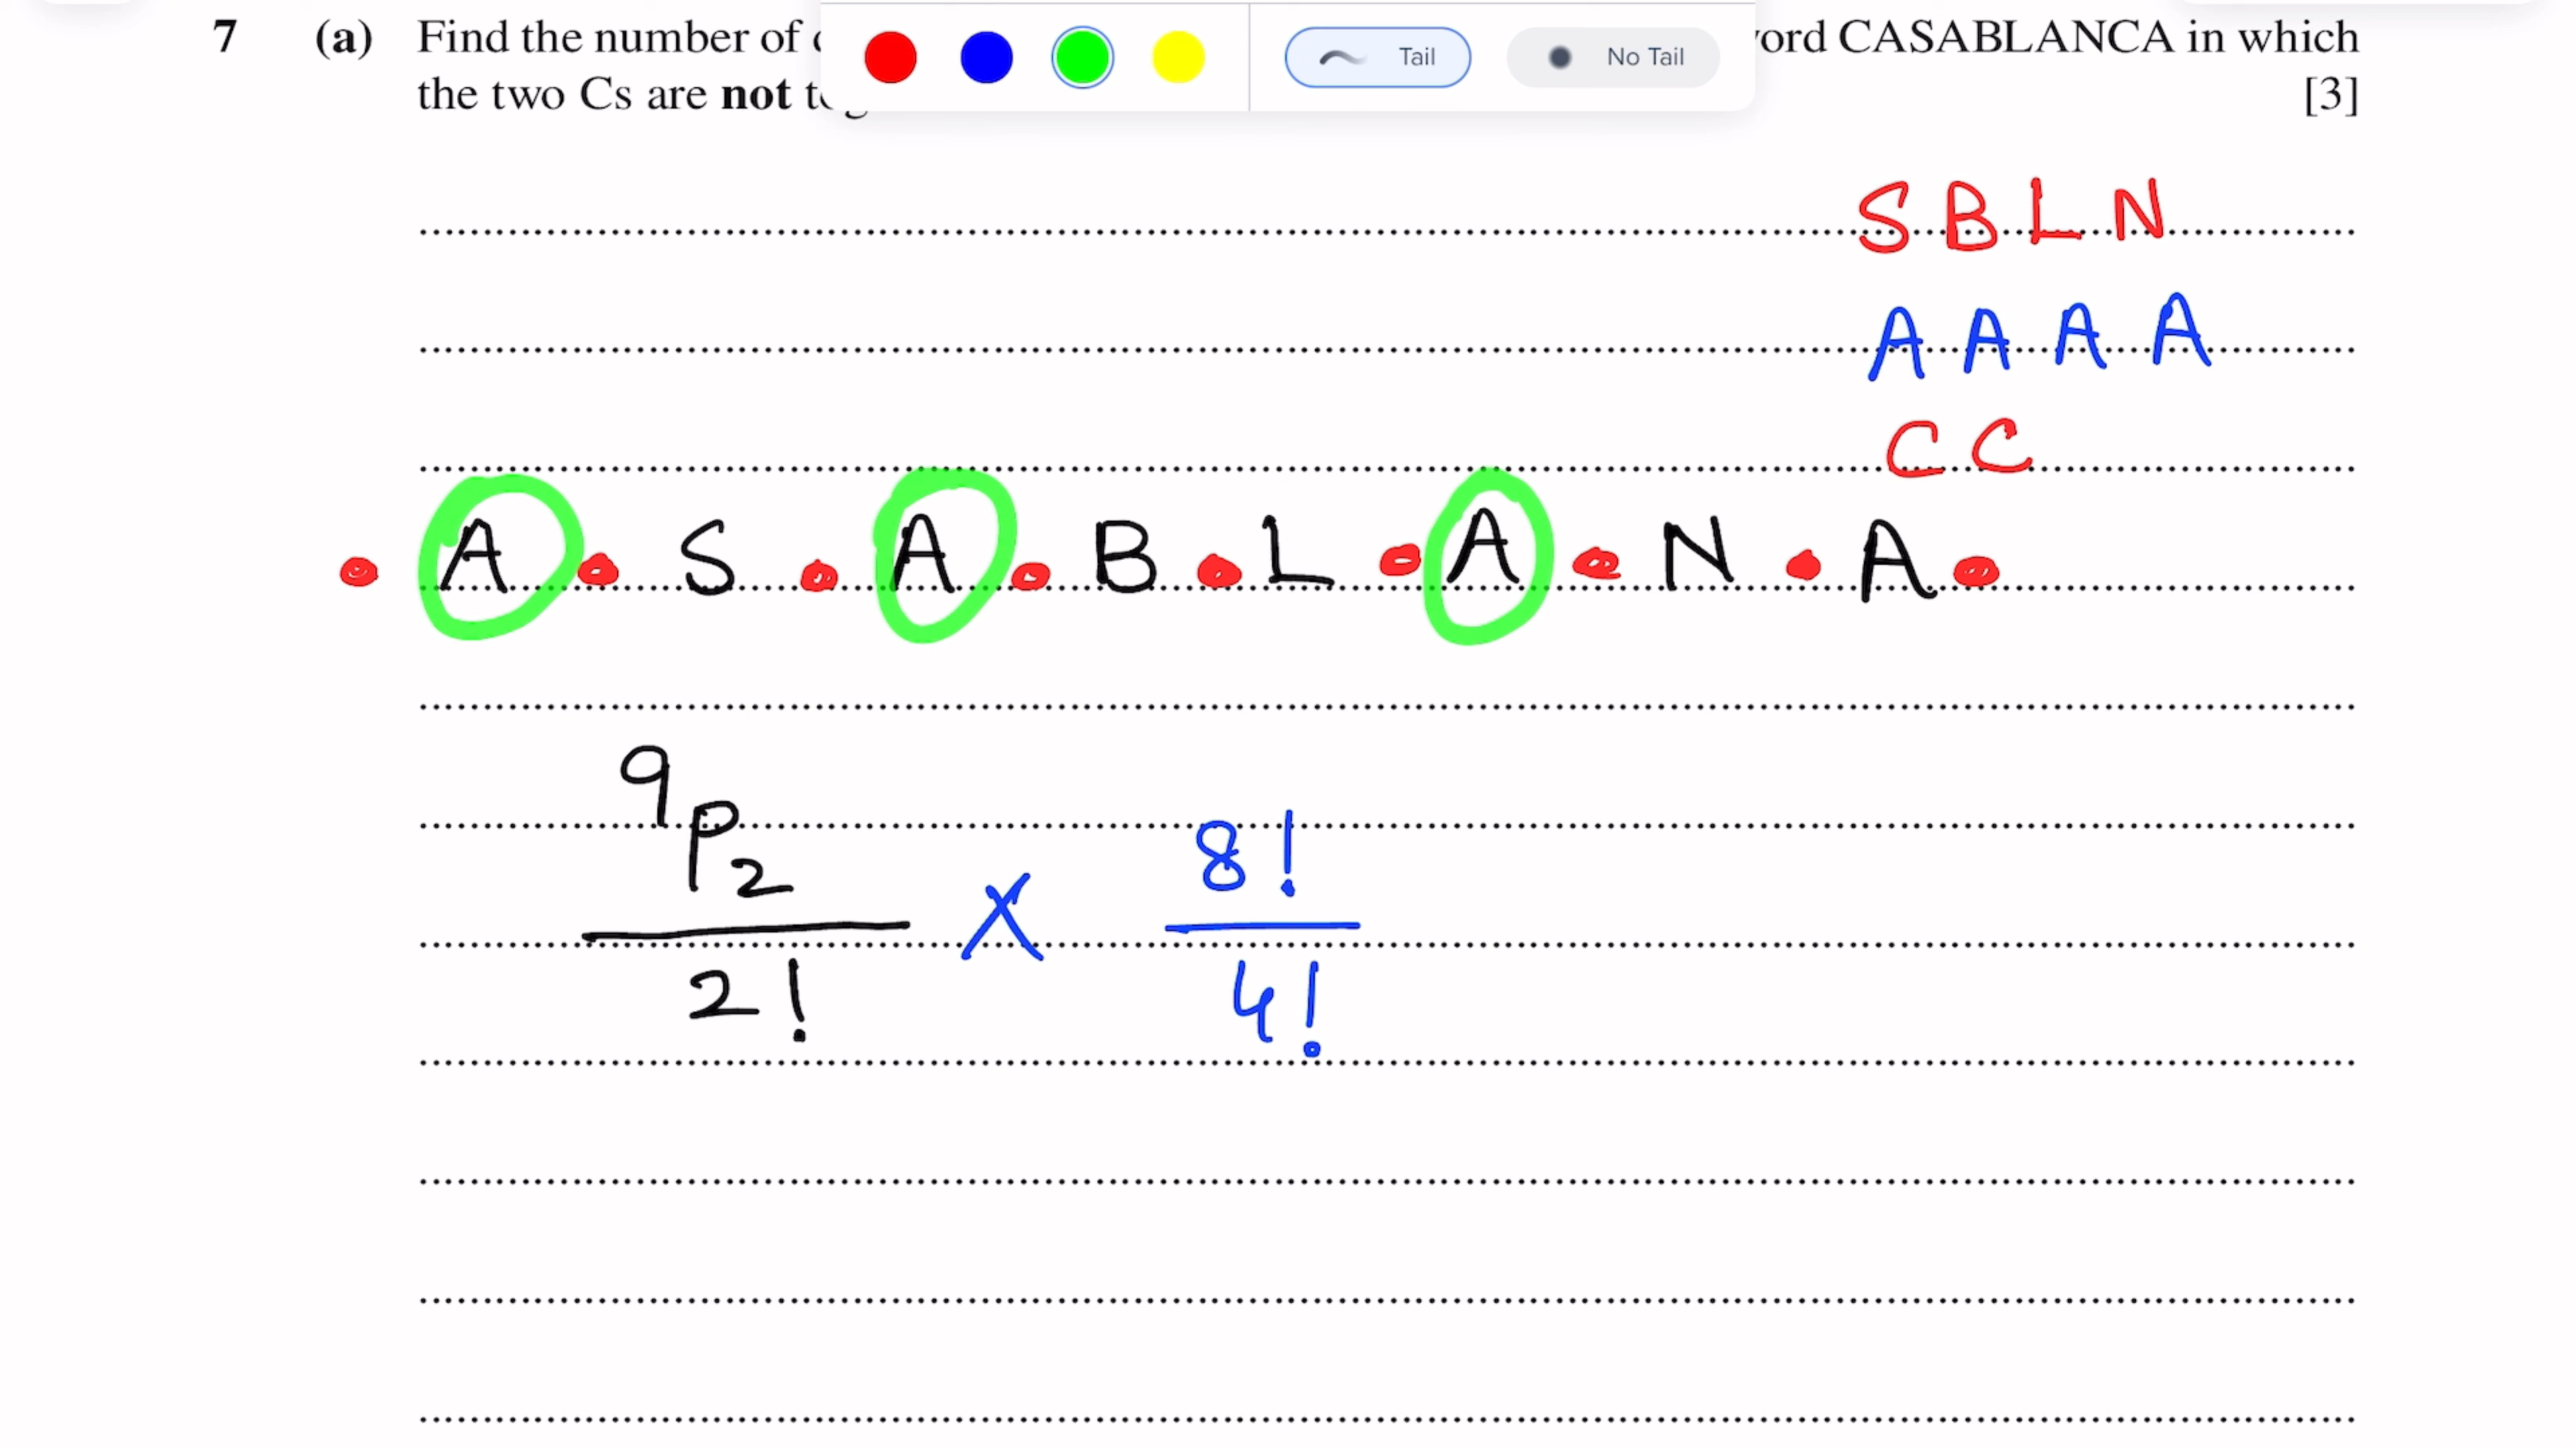 7 (a) Find the number of ord CASABLANCA in which
the two Cs are not [3]
Tail No Tail
S B L N
A A A A
C C
A S A B L A N A
9P2 X 8!
2! 4!